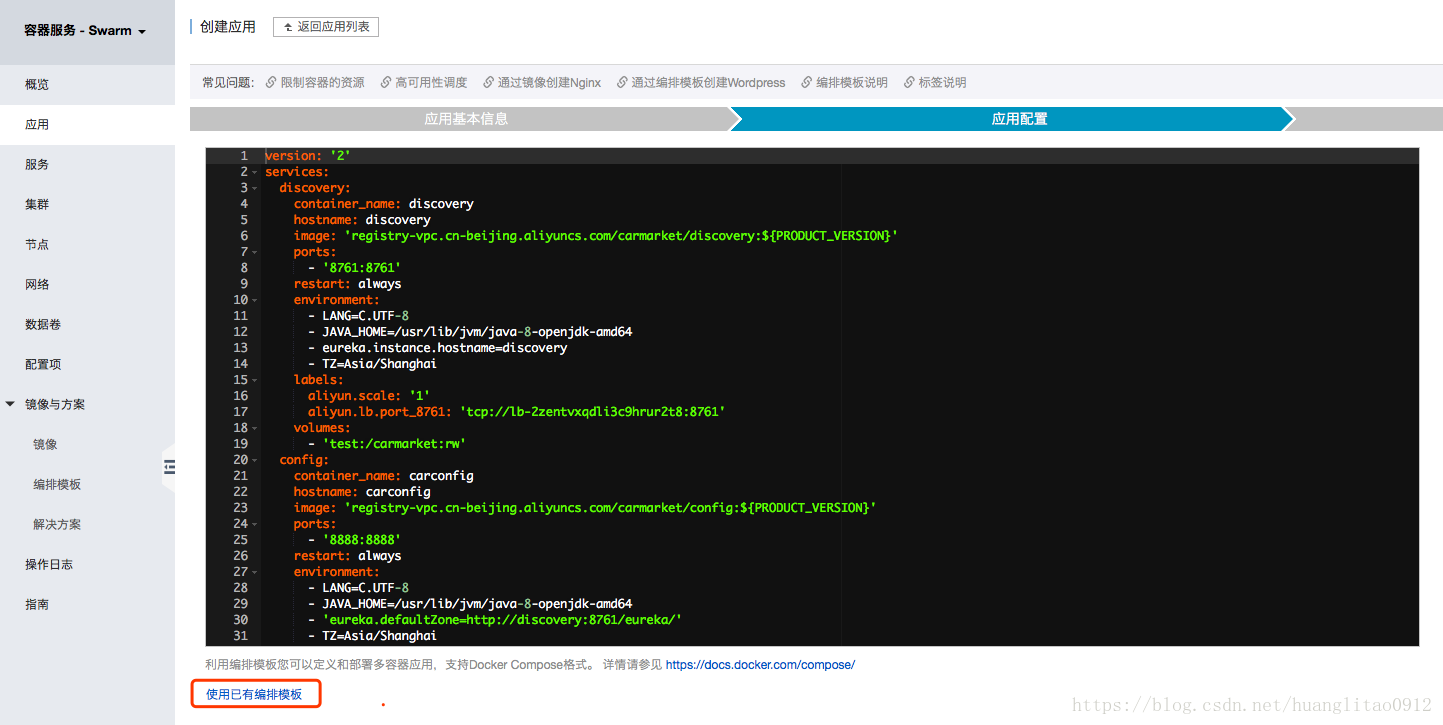 容器服务 - Swarm
概览
应用
服务
集群
节点
网络
数据卷
配置项
镜像与方案
镜像
编排模板
解决方案
操作日志
指南
创建应用 返回应用列表
常见问题： 限制容器的资源 高可用性调度 通过镜像创建Nginx 通过编排模板创建Wordpress 编排模板说明 标签说明
应用基本信息 应用配置
1 version: '2'
2 services:
3 discovery:
4 container_name: discovery
5 hostname: discovery
6 image: 'registry-vpc.cn-beijing.aliyuncs.com/carmarket/discovery:${PRODUCT_VERSION}'
7 ports:
8 - '8761:8761'
9 restart: always
10 environment:
11 - LANG=C.UTF-8
12 - JAVA_HOME=/usr/lib/jvm/java-8-openjdk-amd64
13 - eureka.instance.hostname=discovery
14 - TZ=Asia/Shanghai
15 labels:
16 aliyun.scale: '1'
17 aliyun.lb.port_8761: 'tcp://lb-2zentvxqdli3c9hrur2t8:8761'
18 volumes:
19 - 'test:/carmarket:rw'
20 config:
21 container_name: carconfig
22 hostname: carconfig
23 image: 'registry-vpc.cn-beijing.aliyuncs.com/carmarket/config:${PRODUCT_VERSION}'
24 ports:
25 - '8888:8888'
26 restart: always
27 environment:
28 - LANG=C.UTF-8
29 - JAVA_HOME=/usr/lib/jvm/java-8-openjdk-amd64
30 - 'eureka.defaultZone=http://discovery:8761/eureka/'
31 - TZ=Asia/Shanghai
利用编排模板您可以定义和部署多容器应用，支持Docker Compose格式。 详情请参见 https://docs.docker.com/compose/
使用已有编排模板
https://blog.csdn.net/huanglitao0912